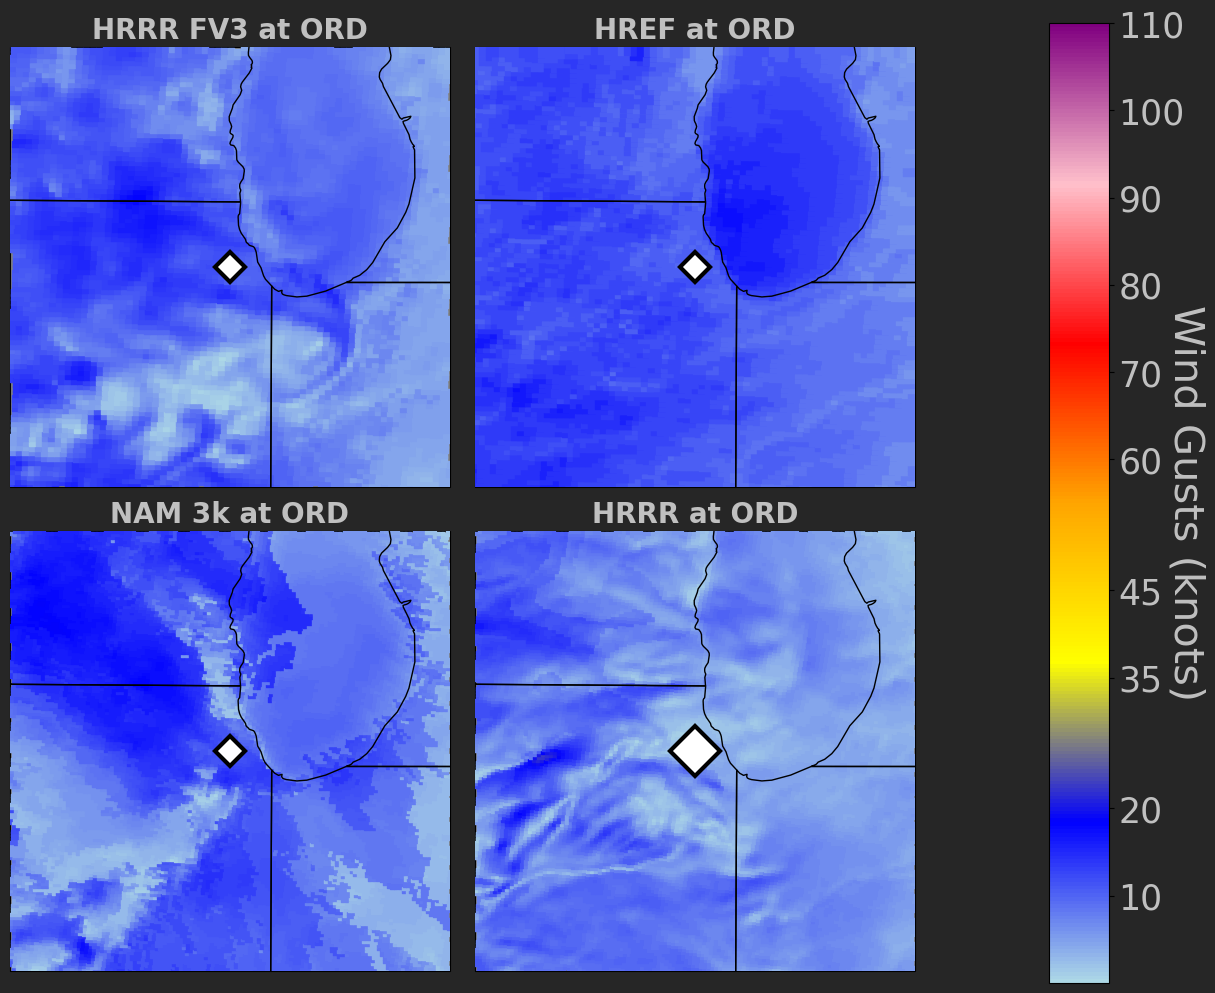 HRRR FV3 at ORD
HREF at ORD
NAM 3k at ORD
HRRR at ORD
110
100
90
80
70
60
45
35
20
10
Wind Gusts (knots)